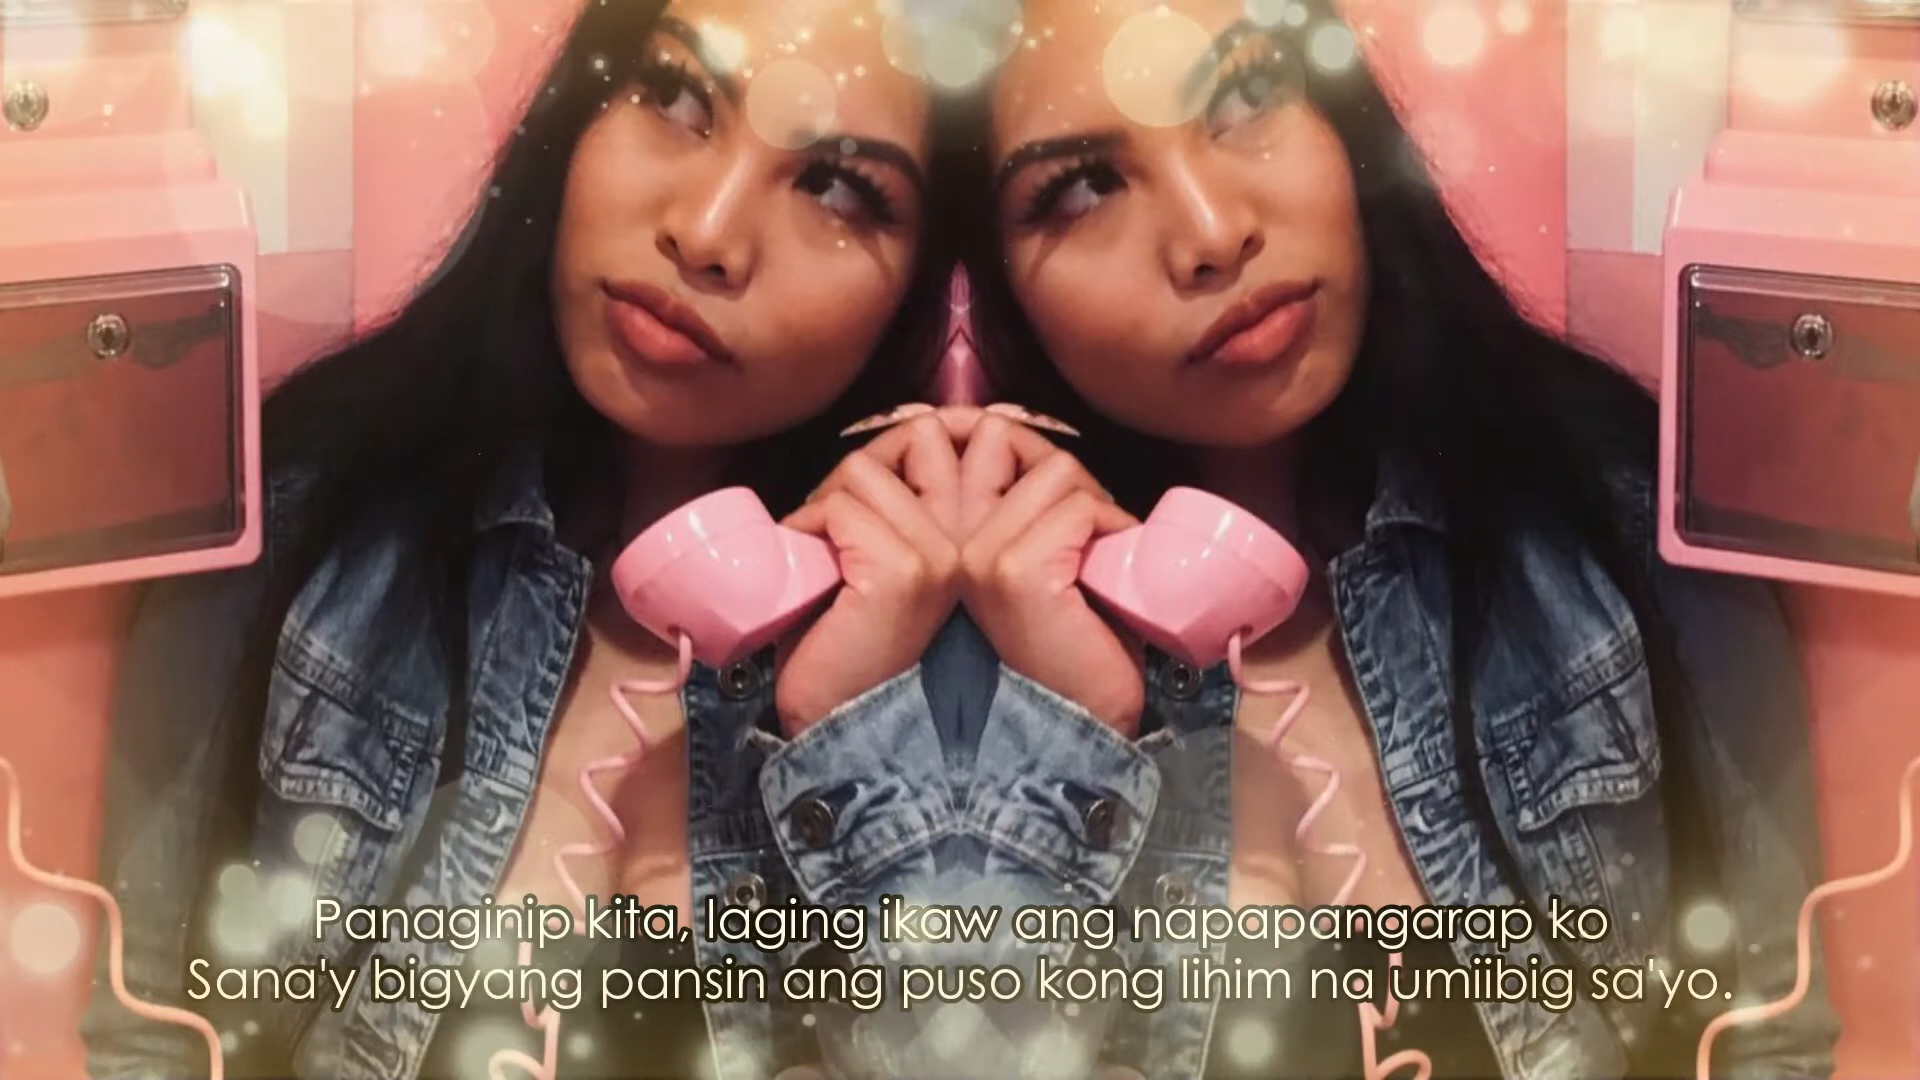 Panaginip kita, laging ikaw ang napapangarap ko
Sana'y bigyang pansin ang puso kong lihim na umiibig sa'yo.